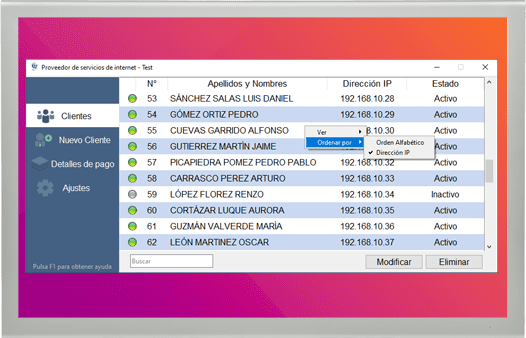 Proveedor de servicios de internet - Test
Clientes
Nuevo Cliente
Detalles de pago
Ajustes
Pulsa F1 para obtener ayuda
N° Apellidos y Nombres Dirección IP Estado
53 SÁNCHEZ SALAS LUIS DANIEL 192.168.10.28 Activo
54 GÓMEZ ORTIZ PEDRO 192.168.10.29 Activo
55 CUEVAS GARRIDO ALFONSO 8.10.30 Activo
56 GUTIERREZ MARTÍN JAIME Activo
57 PICAPIEDRA POMEZ PEDRO PABLO 192.168.10.32 Activo
58 CARRASCO PEREZ ARTURO 192.168.10.33 Activo
59 LÓPEZ FLOREZ RENZO 192.168.10.34 Inactivo
60 CORTÁZAR LUQUE AURORA 192.168.10.35 Activo
61 GUZMÁN VALVERDE MARÍA 192.168.10.36 Activo
62 LEÓN MARTINEZ OSCAR 192.168.10.37 Activo
Ver
Ordenar por
Orden Alfabético
Dirección IP
Buscar
Modificar
Eliminar